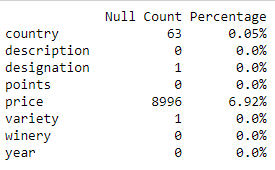 Null Count Percentage
country 63 0.05%
description 0 0.0%
designation 1 0.0%
points 0 0.0%
price 8996 6.92%
variety 1 0.0%
winery 0 0.0%
year 0 0.0%